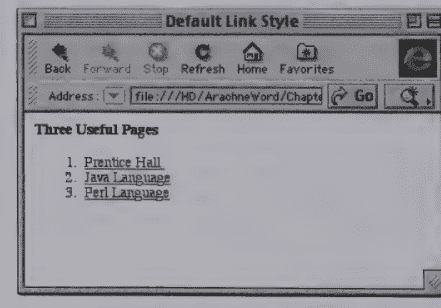 Default Link Style
Back Forward Stop Refresh Home Favorites
Address: file:///HD/ArachneWord/Chapte Go
Three Useful Pages
1. Prentice Hall
2. Java Language
3. Perl Language